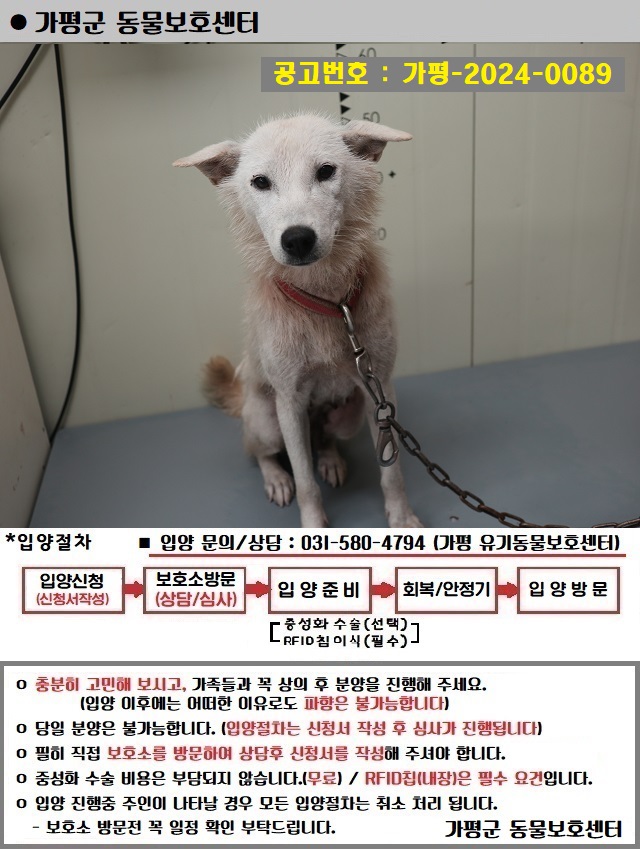 ● 가평군 동물보호센터
공고번호 : 가평-2024-0089
60
50
*입양절차
■ 입양 문의/상담 : 031-580-4794 (가평 유기동물보호센터)
입양신청
(신청서작성)
보호소방문
(상담/심사)
입양준비
회복/안정기
입양방문
중성화 수술(선택)
RFID칩이식(필수)
o 충분히 고민해 보시고, 가족들과 꼭 상의 후 분양을 진행해 주세요.
(입양 이후에는 어떠한 이유로도 파양은 불가능합니다)
o 당일 분양은 불가능합니다. (입양절차는 신청서 작성 후 심사가 진행됩니다)
o 필히 직접 보호소를 방문하여 상담후 신청서를 작성해 주셔야 합니다.
o 중성화 수술 비용은 부담되지 않습니다.(무료) / RFID칩(내장)은 필수 요건입니다.
o 입양 진행중 주인이 나타날 경우 모든 입양절차는 취소 처리 됩니다.
- 보호소 방문전 꼭 일정 확인 부탁드립니다.
가평군 동물보호센터